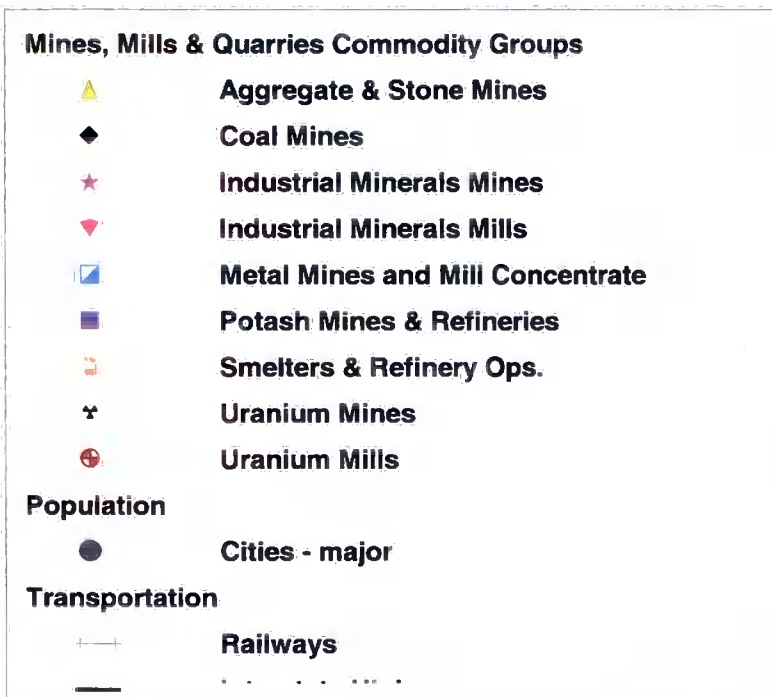 Mines, Mills & Quarries Commodity Groups
Aggregate & Stone Mines
Coal Mines
Industrial Minerals Mines
Industrial Minerals Mills
Metal Mines and Mill Concentrate
Potash Mines & Refineries
Smelters & Refinery Ops.
Uranium Mines
Uranium Mills
Population
Cities - major
Transportation
Railways